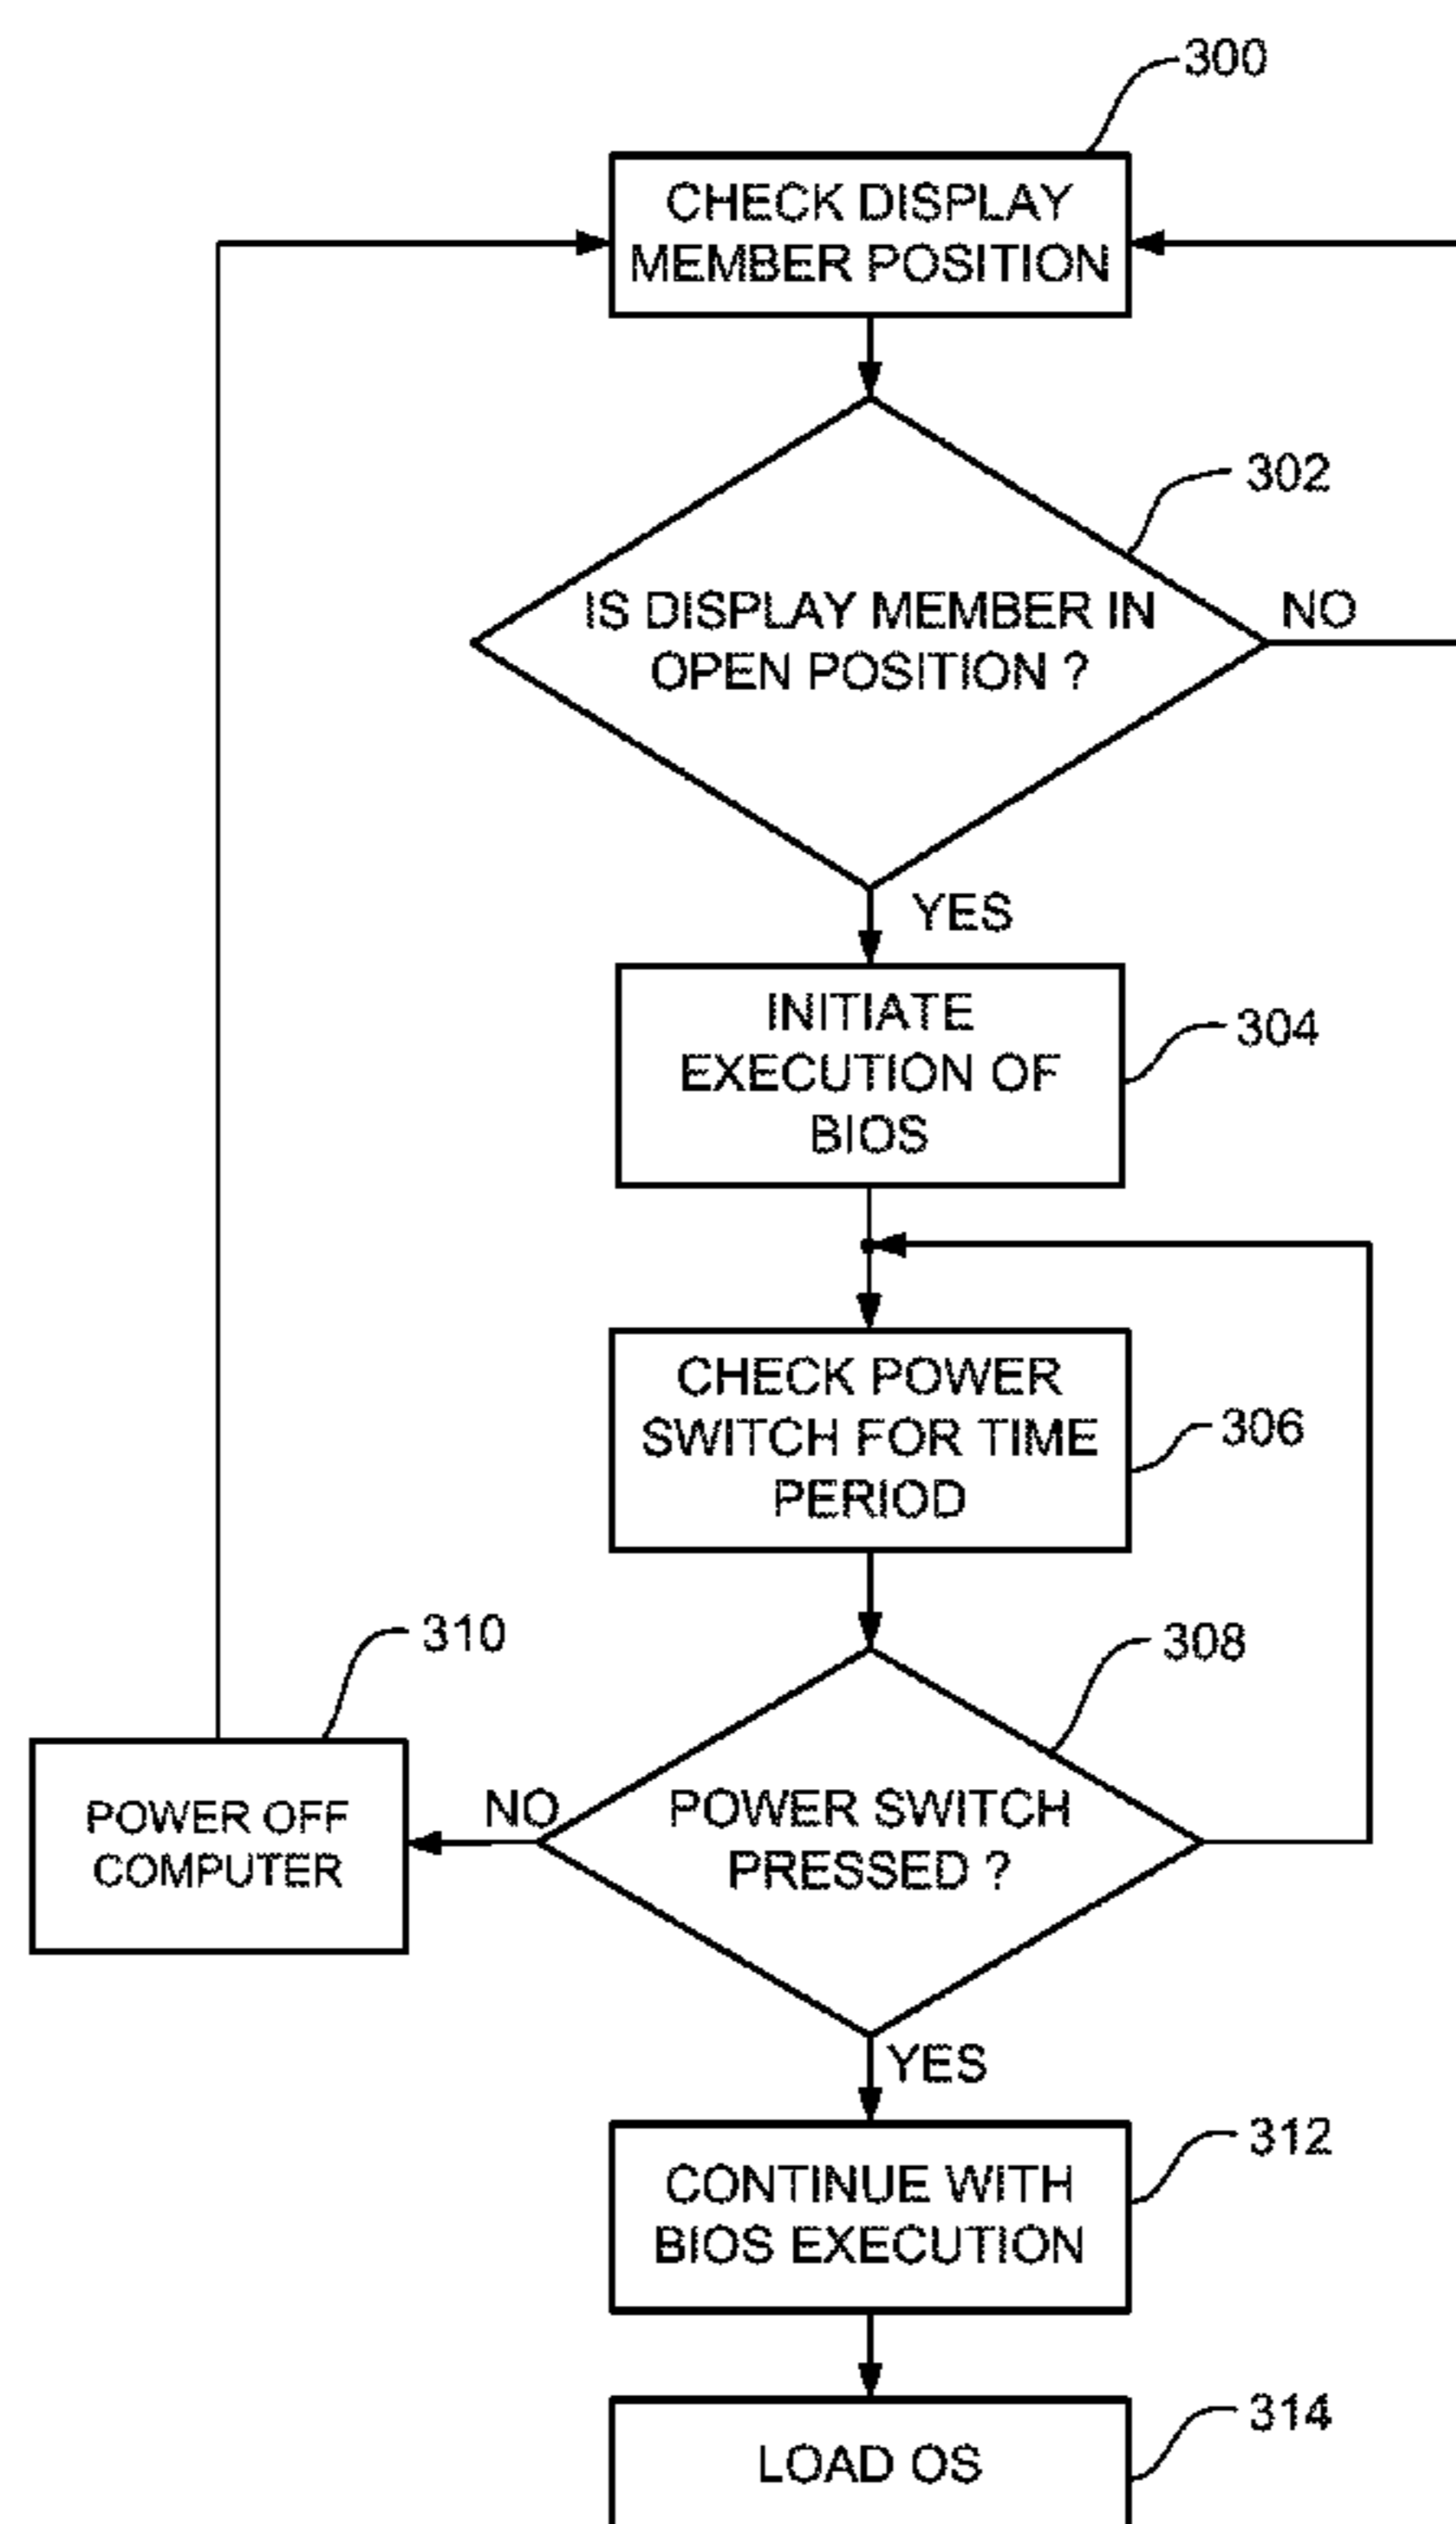 300
CHECK DISPLAY
MEMBER POSITION
302
IS DISPLAY MEMBER IN
OPEN POSITION ?
NO
YES
INITIATE
EXECUTION OF
BIOS
304
CHECK POWER
SWITCH FOR TIME
PERIOD
306
310
308
POWER OFF
COMPUTER
NO
POWER SWITCH
PRESSED ?
YES
312
CONTINUE WITH
BIOS EXECUTION
314
LOAD OS